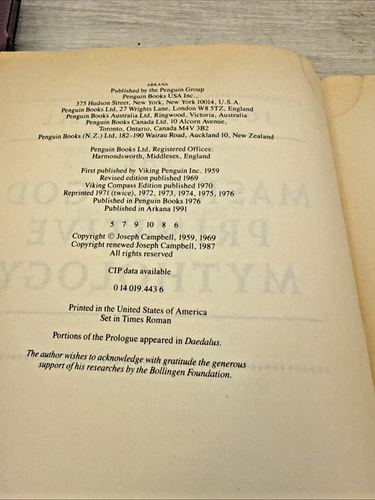 ARKANA
Published by the Penguin Group
Penguin Books USA Inc.,
375 Hudson Street, New York, New York 10014, U.S.A.
Penguin Books Ltd, 27 Wrights Lane, London W8 5TZ, England
Penguin Books Australia Ltd, Ringwood, Victoria, Australia
Penguin Books Canada Ltd, 10 Alcorn Avenue,
Toronto, Ontario, Canada M4V 3B2
Penguin Books (N.Z.) Ltd, 182–190 Wairau Road, Auckland 10, New Zealand
Penguin Books Ltd, Registered Offices:
Harmondsworth, Middlesex, England
First published by Viking Penguin Inc. 1959
Revised edition published 1969
Viking Compass Edition published 1970
Reprinted 1971 (twice), 1972, 1973, 1974, 1975, 1976
Published in Penguin Books 1976
Published in Arkana 1991
5 7 9 10 8 6
Copyright © Joseph Campbell, 1959, 1969
Copyright renewed Joseph Campbell, 1987
All rights reserved
CIP data available
0 14 019.443 6
Printed in the United States of America
Set in Times Roman
Portions of the Prologue appeared in Daedalus.
The author wishes to acknowledge with gratitude the generous
support of his researches by the Bollingen Foundation.